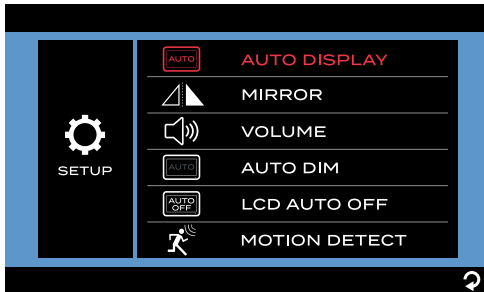 SETUP
AUTO AUTO DISPLAY
MIRROR
VOLUME
AUTO AUTO DIM
AUTO OFF LCD AUTO OFF
MOTION DETECT